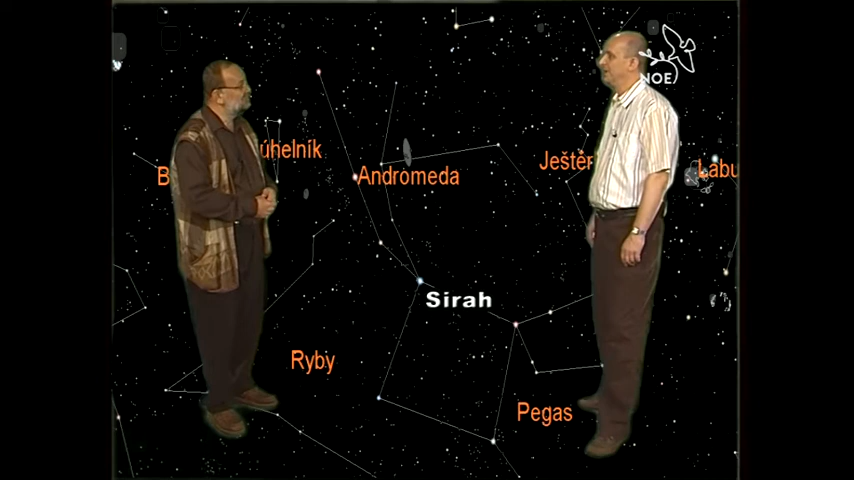 NOE
úhelník
B
Andromeda
Ještěr
Labu
Sirah
Ryby
Pegas